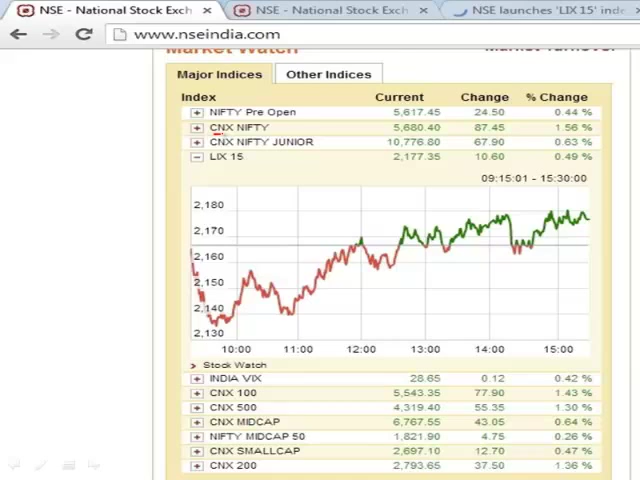 NSE - National Stock Exch
NSE - National Stock Exch
NSE launches 'LIX 15' inde
www.nseindia.com
Market Watch
Market Turnover
Major Indices
Other Indices
Index Current Change % Change
NIFTY Pre Open 5,617.45 24.50 0.44 %
CNX NIFTY 5,680.40 87.45 1.56 %
CNX NIFTY JUNIOR 10,776.80 67.90 0.63 %
LIX 15 2,177.35 10.60 0.49 %
09:15:01 - 15:30:00
2,180
2,170
2,160
2,150
2,140
2,130
10:00 11:00 12:00 13:00 14:00 15:00
Stock Watch
INDIA VIX 28.65 0.12 0.42 %
CNX 100 5,543.35 77.90 1.43 %
CNX 500 4,319.40 55.35 1.30 %
CNX MIDCAP 6,767.55 43.05 0.64 %
NIFTY MIDCAP 50 1,821.90 4.75 0.26 %
CNX SMALLCAP 2,697.10 12.70 0.47 %
CNX 200 2,793.65 37.50 1.36 %